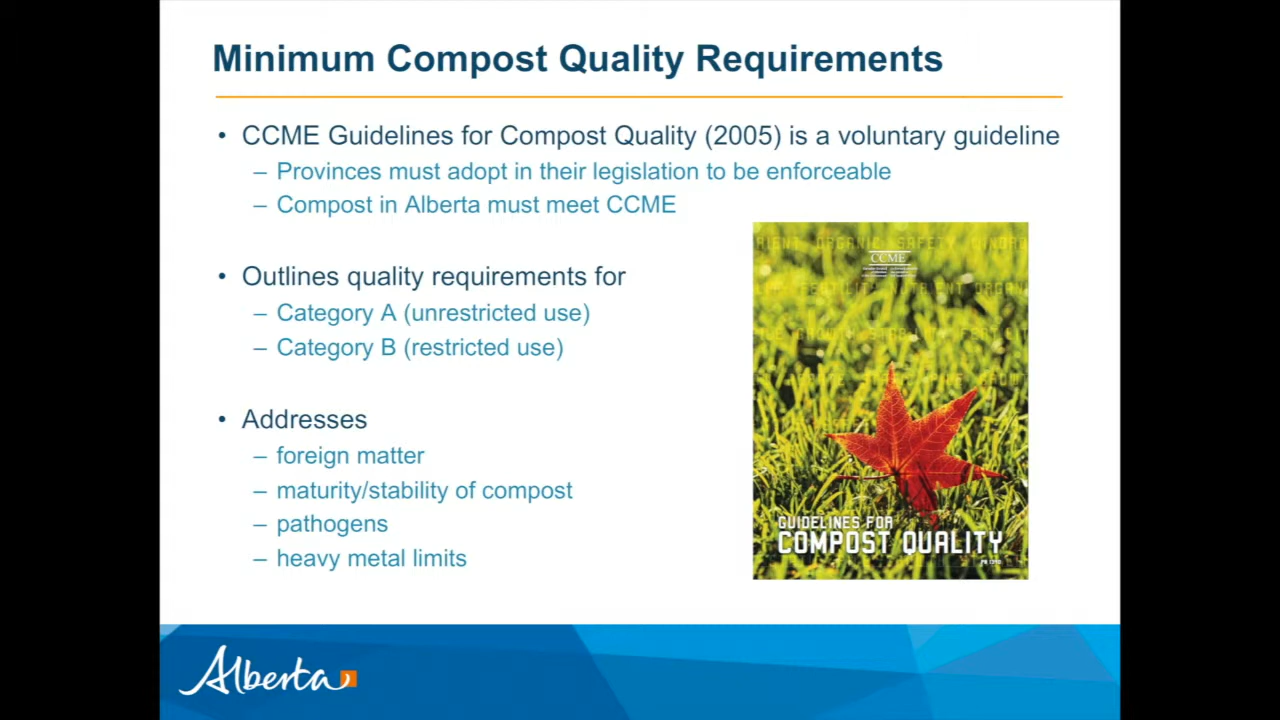 Minimum Compost Quality Requirements
• CCME Guidelines for Compost Quality (2005) is a voluntary guideline
– Provinces must adopt in their legislation to be enforceable
– Compost in Alberta must meet CCME
• Outlines quality requirements for
– Category A (unrestricted use)
– Category B (restricted use)
• Addresses
– foreign matter
– maturity/stability of compost
– pathogens
– heavy metal limits
CCME
GUIDELINES FOR
COMPOST QUALITY
Alberta